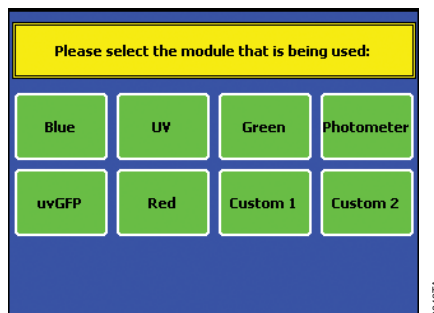 Please select the module that is being used:
Blue
UV
Green
Photometer
uvGFP
Red
Custom 1
Custom 2